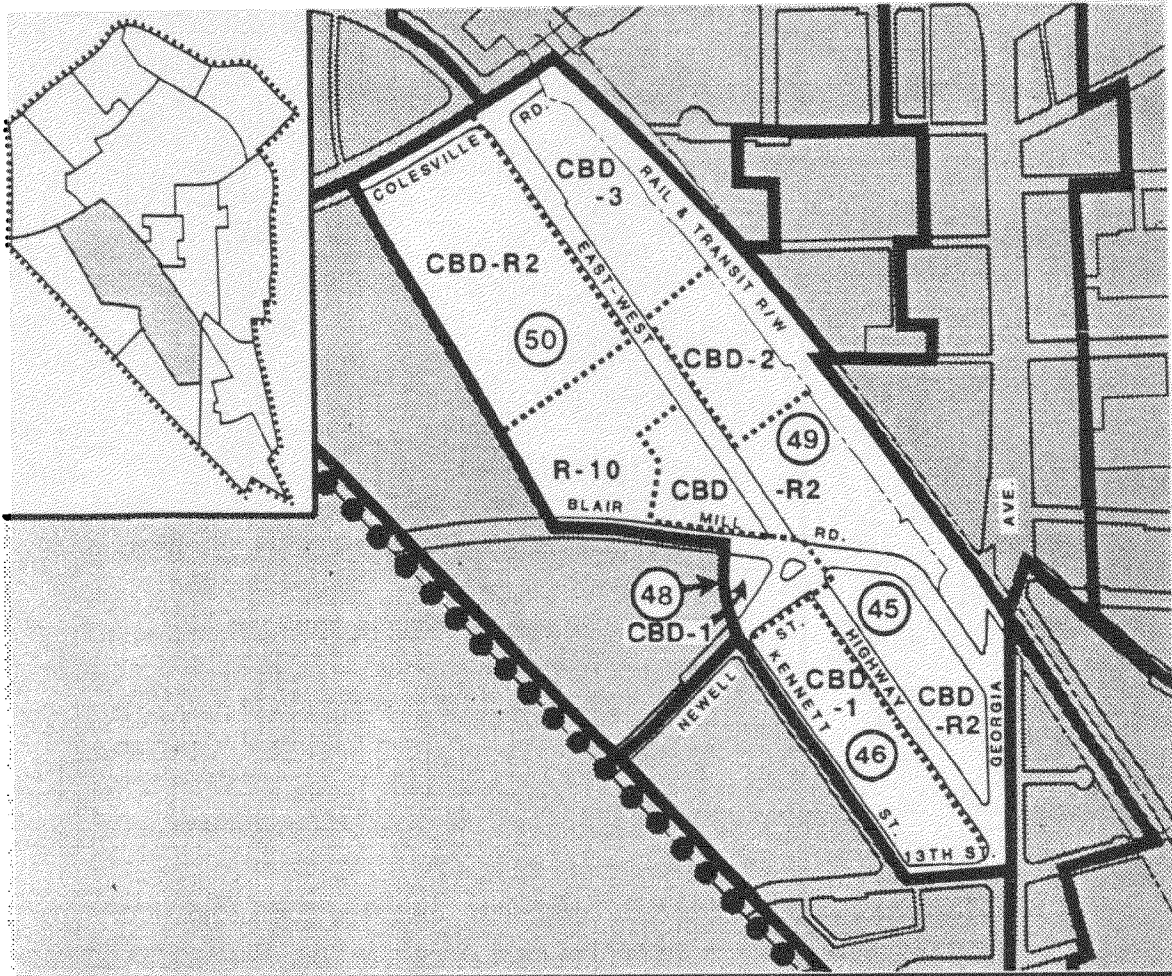 COLESVILLE
RD.
CBD
-3
RAIL & TRANSIT R/W
CBD-R2
EAST-WEST
50
CBD-2
49
R-10
CBD
-R2
BLAIR
MILL
RD.
AVE.
48
CBD-1
45
ST.
HIGHWAY
KENNETT
CBD
-1
CBD
-R2
NEWELL
GEORGIA
46
ST.
13TH ST.